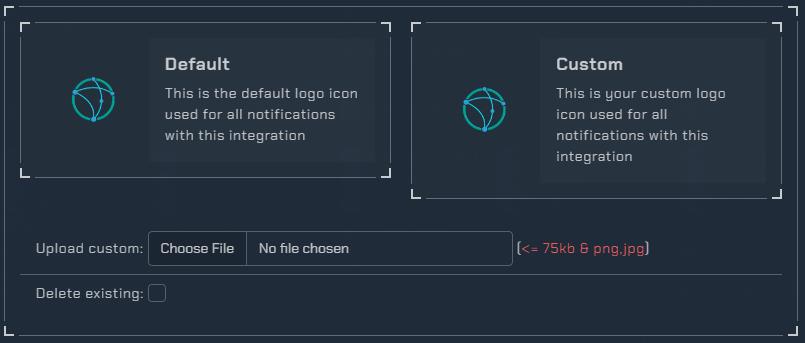 Default
This is the default logo icon
used for all notifications
with this integration
Custom
This is your custom logo
icon used for all
notifications with this
integration
Upload custom: Choose File No file chosen (<= 75kb & png,jpg)
Delete existing: